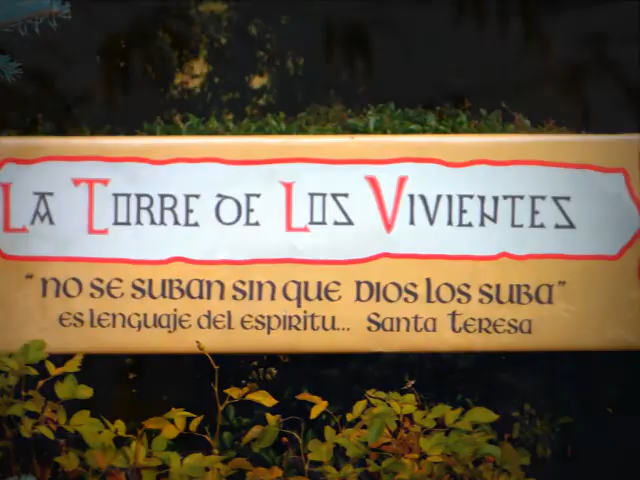 La Torre de Los Vivientes
"no se suban sin que Dios los suba"
es lenguaje del espiritu... Santa Teresa